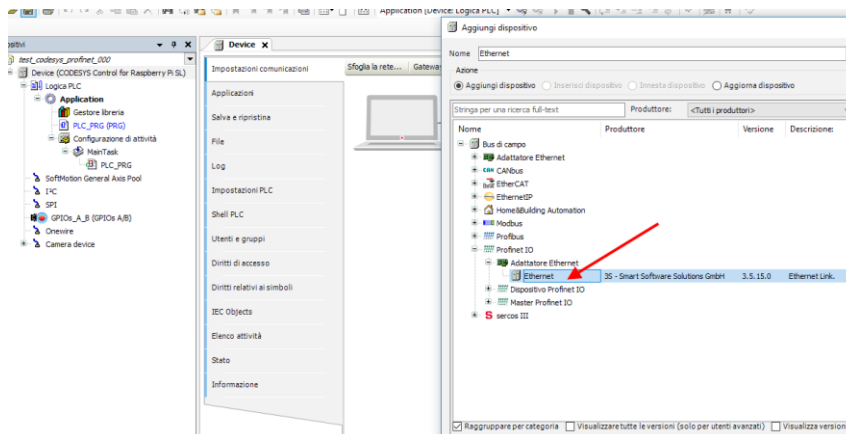 Application [Device: Logica PLC]
test_codesys_profinet_000
Device (CODESYS Control for Raspberry Pi SL)
Logica PLC
Application
Gestore libreria
PLC_PRG (PRG)
Configurazione di attività
MainTask
PLC_PRG
SoftMotion General Axis Pool
I²C
SPI
GPIOs_A_B (GPIOs A/B)
Onewire
Camera device
Device
Impostazioni comunicazioni
Applicazioni
Salva e ripristina
File
Log
Impostazioni PLC
Shell PLC
Utenti e gruppi
Diritti di accesso
Diritti relativi ai simboli
IEC Objects
Elenco attività
Stato
Informazione
Sfoglia la rete...
Aggiungi dispositivo
Nome Ethernet
Azione
Aggiungi dispositivo Inserisci dispositivo Innesta dispositivo Aggiorna dispositivo
Stringa per una ricerca full-text Produttore: <Tutti i produttori>
Nome Produttore Versione Descrizione:
Bus di campo
Adattatore Ethernet
CAN CANbus
EtherCAT
EthernetIP
Home&Building Automation
Modbus
Profibus
Profinet IO
Adattatore Ethernet
Ethernet 3S - Smart Software Solutions GmbH 3.5.15.0 Ethernet Link.
Dispositivo Profinet IO
Master Profinet IO
sercos III
Raggruppare per categoria Visualizzare tutte le versioni (solo per utenti avanzati) Visualizza version